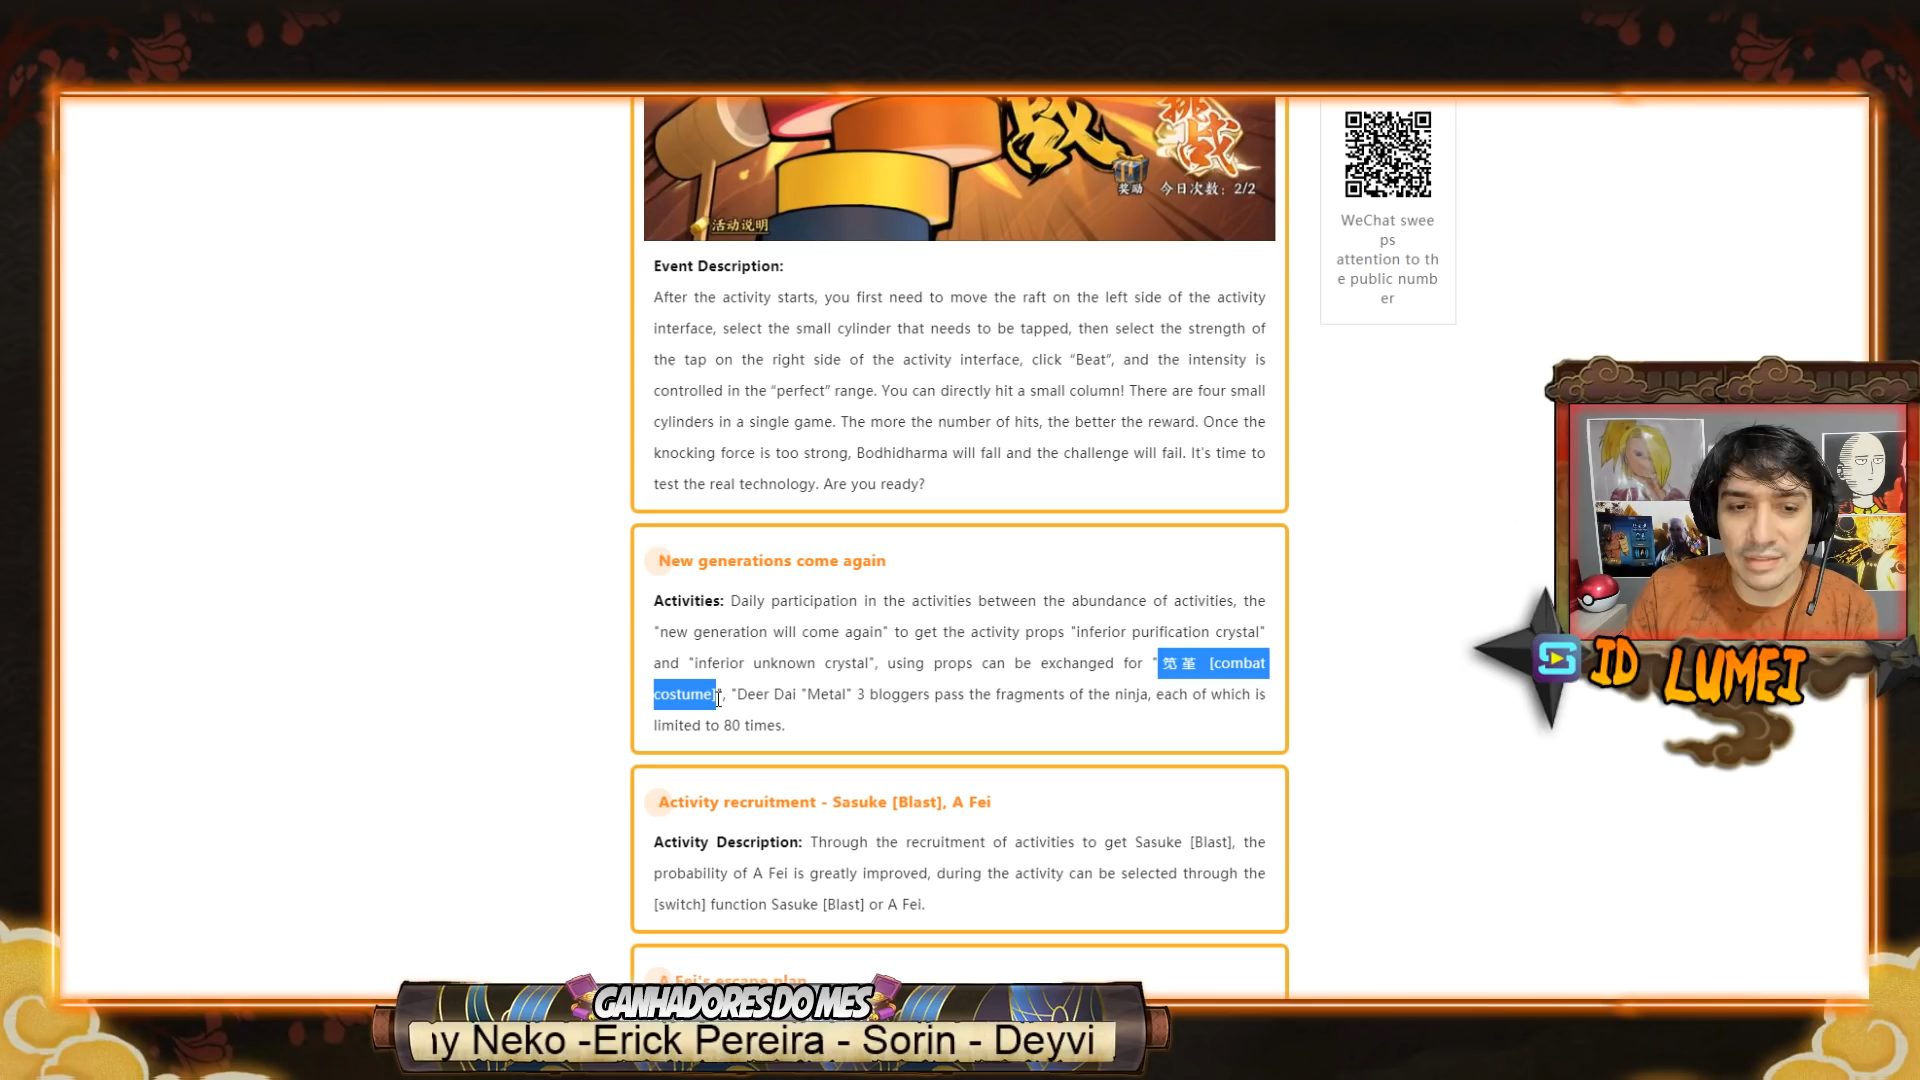 战
挑战
奖励 今日次数：2/2
活动说明
Event Description:
After the activity starts, you first need to move the raft on the left side of the activity
interface, select the small cylinder that needs to be tapped, then select the strength of
the tap on the right side of the activity interface, click “Beat”, and the intensity is
controlled in the “perfect” range. You can directly hit a small column! There are four small
cylinders in a single game. The more the number of hits, the better the reward. Once the
knocking force is too strong, Bodhidharma will fall and the challenge will fail. It's time to
test the real technology. Are you ready?
New generations come again
Activities: Daily participation in the activities between the abundance of activities, the
"new generation will come again" to get the activity props "inferior purification crystal"
and "inferior unknown crystal", using props can be exchanged for "笕堇 [combat
costume]", "Deer Dai "Metal" 3 bloggers pass the fragments of the ninja, each of which is
limited to 80 times.
Activity recruitment - Sasuke [Blast], A Fei
Activity Description: Through the recruitment of activities to get Sasuke [Blast], the
probability of A Fei is greatly improved, during the activity can be selected through the
[switch] function Sasuke [Blast] or A Fei.
A Fei's escape plan
WeChat swee
ps
attention to th
e public numb
er
ID LUMEI
GANHADORES DO MES
ny Neko -Erick Pereira - Sorin - Deyvi